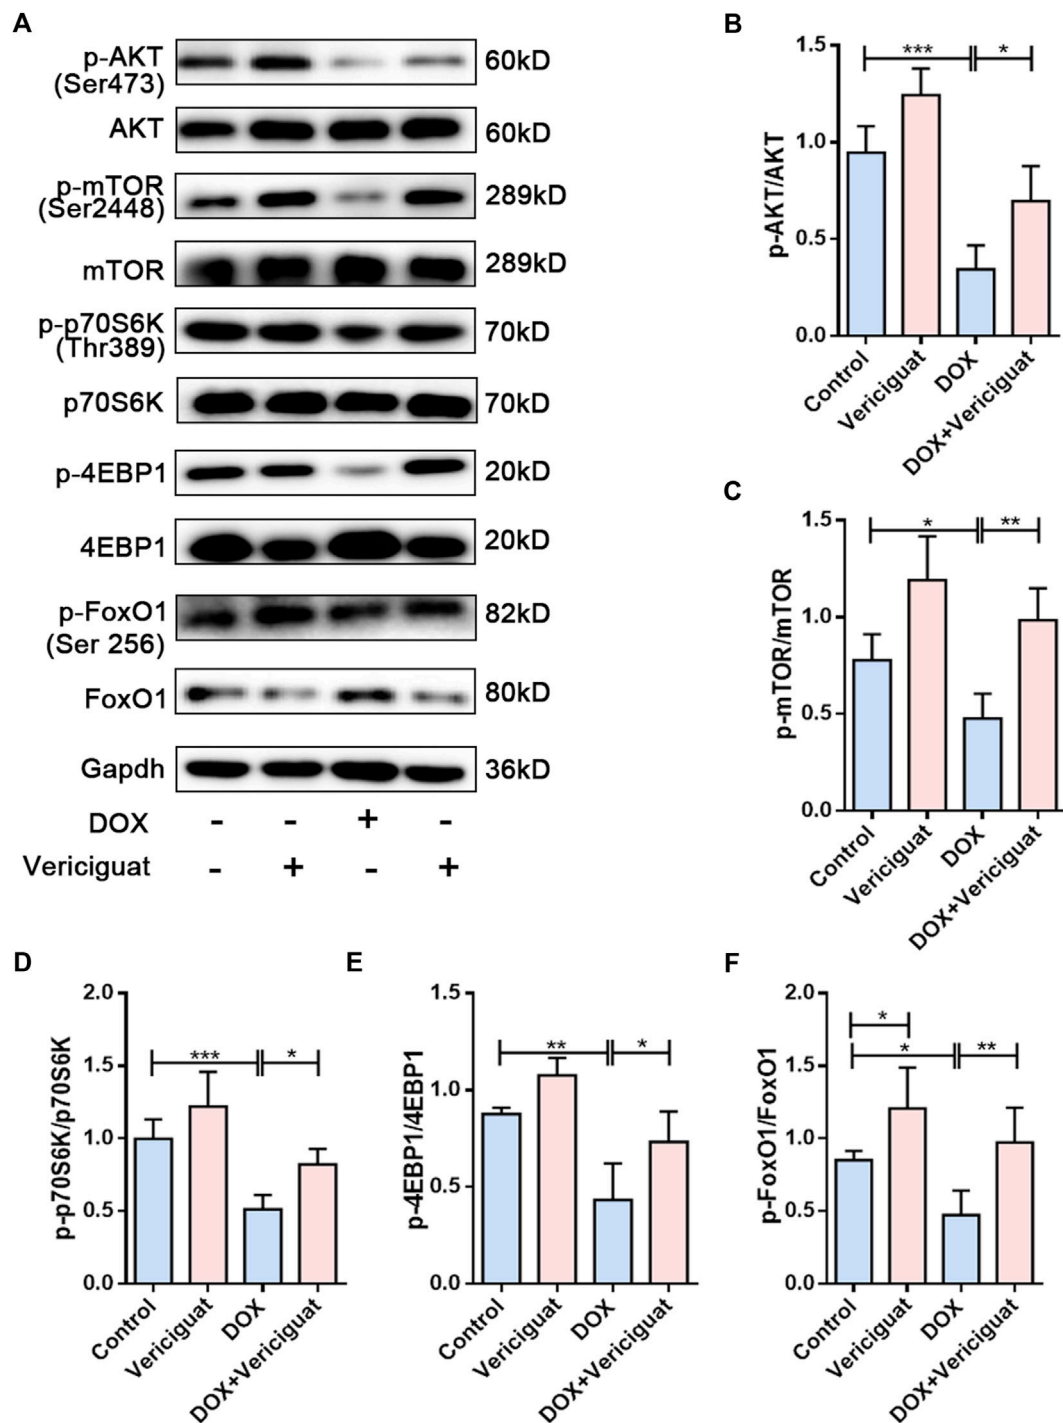 A
p-AKT 60kD
(Ser473)
AKT 60kD
p-mTOR 289kD
(Ser2448)
mTOR 289kD
p-p70S6K 70kD
(Thr389)
p70S6K 70kD
p-4EBP1 20kD
4EBP1 20kD
p-FoxO1 82kD
(Ser 256)
FoxO1 80kD
Gapdh 36kD
DOX - - + -
Vericiguat - + - +
B
p-AKT/AKT
1.5
1.0
0.5
0.0
*** *
Control
Vericiguat
DOX
DOX+Vericiguat
C
p-mTOR/mTOR
1.5
1.0
0.5
0.0
* **
Control
Vericiguat
DOX
DOX+Vericiguat
D
p-p70S6K/p70S6K
2.0
1.5
1.0
0.5
0.0
*** *
Control
Vericiguat
DOX
DOX+Vericiguat
E
p-4EBP1/4EBP1
1.5
1.0
0.5
0.0
** *
Control
Vericiguat
DOX
DOX+Vericiguat
F
p-FoxO1/FoxO1
2.0
1.5
1.0
0.5
0.0
*
* **
Control
Vericiguat
DOX
DOX+Vericiguat